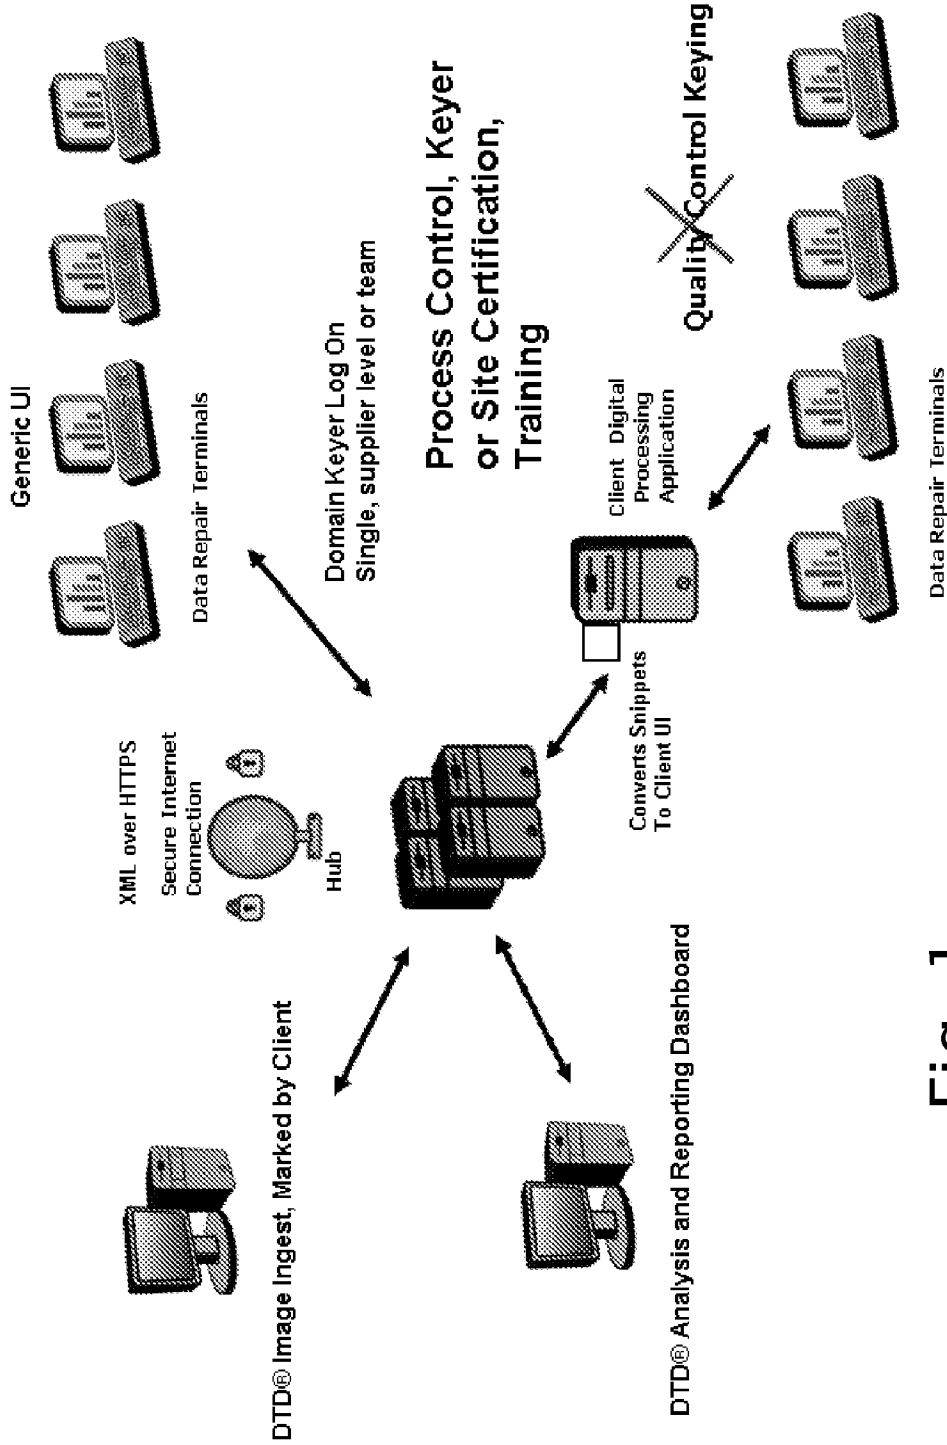 Generic UI
Data Repair Terminals
XML over HTTPS
Secure Internet
Connection
Hub
Domain Keyer Log On
Single, supplier level or team
Process Control, Keyer
or Site Certification,
Training
DTD® Image Ingest, Marked by Client
DTD® Analysis and Reporting Dashboard
Converts Snippets
To Client UI
Client Digital
Processing
Application
Quality Control Keying
Data Repair Terminals
Fig. 1